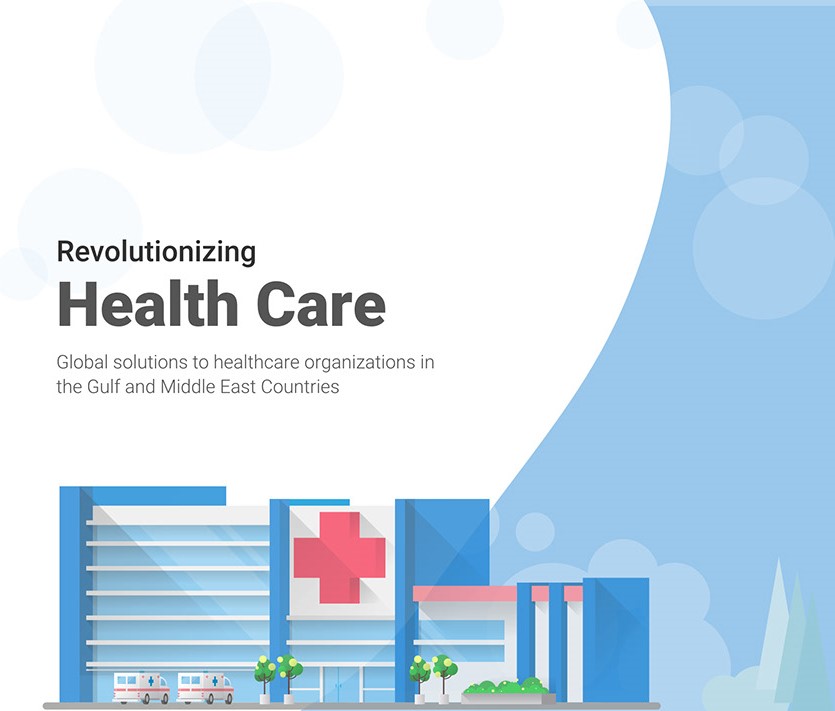 Revolutionizing
Health Care
Global solutions to healthcare organizations in
the Gulf and Middle East Countries